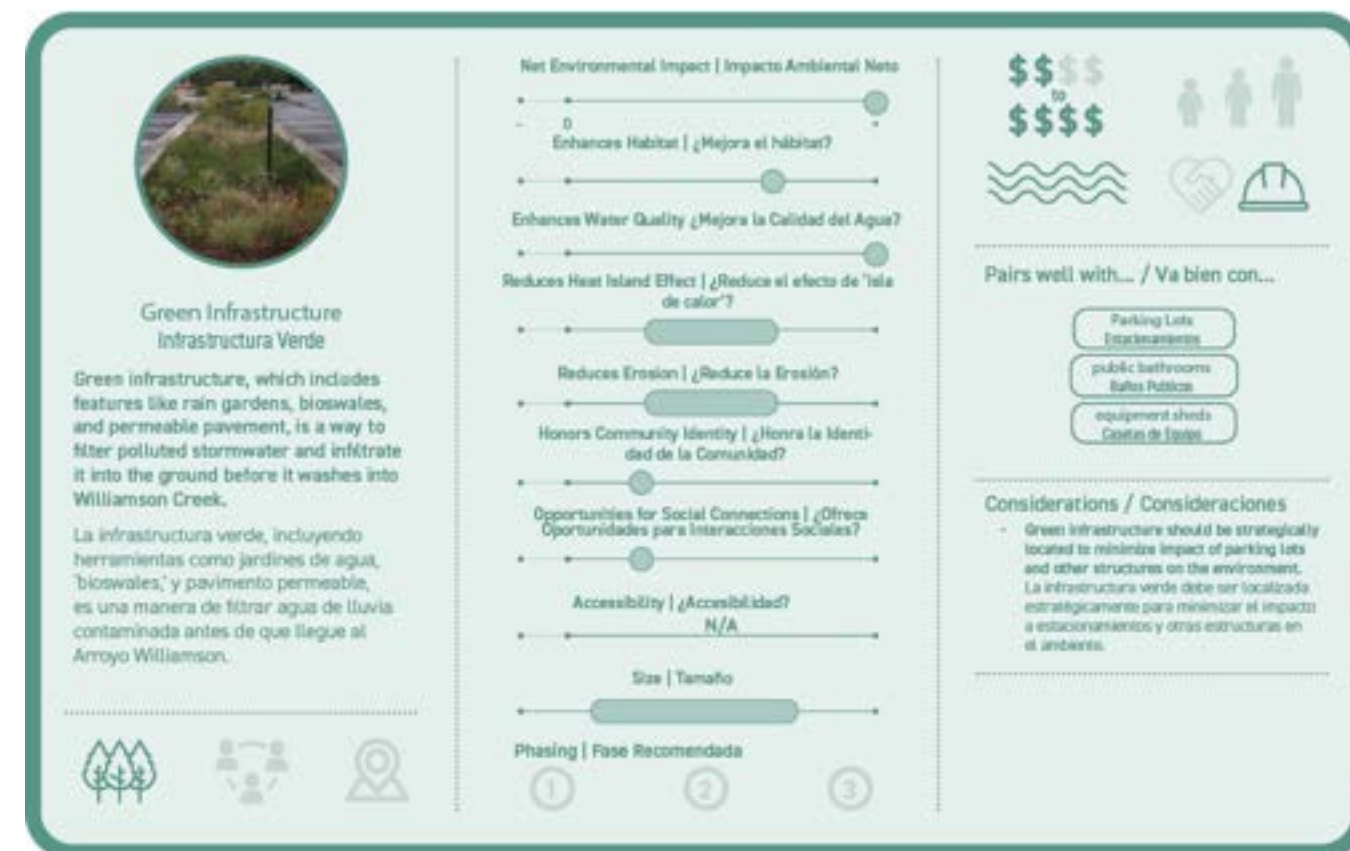 Green Infrastructure
Infrastructura Verde
Green infrastructure, which includes
features like rain gardens, bioswales,
and permeable pavement, is a way to
filter polluted stormwater and infiltrate
it into the ground before it washes into
Williamson Creek.
La infrastructura verde, incluyendo
herramientas como jardines de agua,
'bioswales,' y pavimento permeable,
es una manera de filtrar agua de lluvia
contaminada antes de que llegue al
Arroyo Williamson.
Net Environmental Impact | Impacto Ambiental Neto
- 0 +
Enhances Habitat | ¿Mejora el hábitat?
Enhances Water Quality ¿Mejora la Calidad del Agua?
Reduces Heat Island Effect | ¿Reduce el efecto de "isla
de calor"?
Reduces Erosion | ¿Reduce la Erosión?
Honors Community Identity | ¿Honra la Identi-
dad de la Comunidad?
Opportunities for Social Connections | ¿Ofrece
Oportunidades para Interacciones Sociales?
Accessibility | ¿Accesibilidad?
N/A
Size | Tamaño
Phasing | Fase Recomendada
1 2 3
$$$$
to
$$$$
Pairs well with... / Va bien con...
Parking Lots
Estacionamientos
public bathrooms
Baños Publicos
equipment sheds
Casetas de Equipo
Considerations / Consideraciones
- Green infrastructure should be strategically
located to minimize impact of parking lots
and other structures on the environment.
La infrastructura verde debe ser localizada
estratégicamente para minimizar el impacto
a estacionamientos y otras estructuras en
el ambiente.